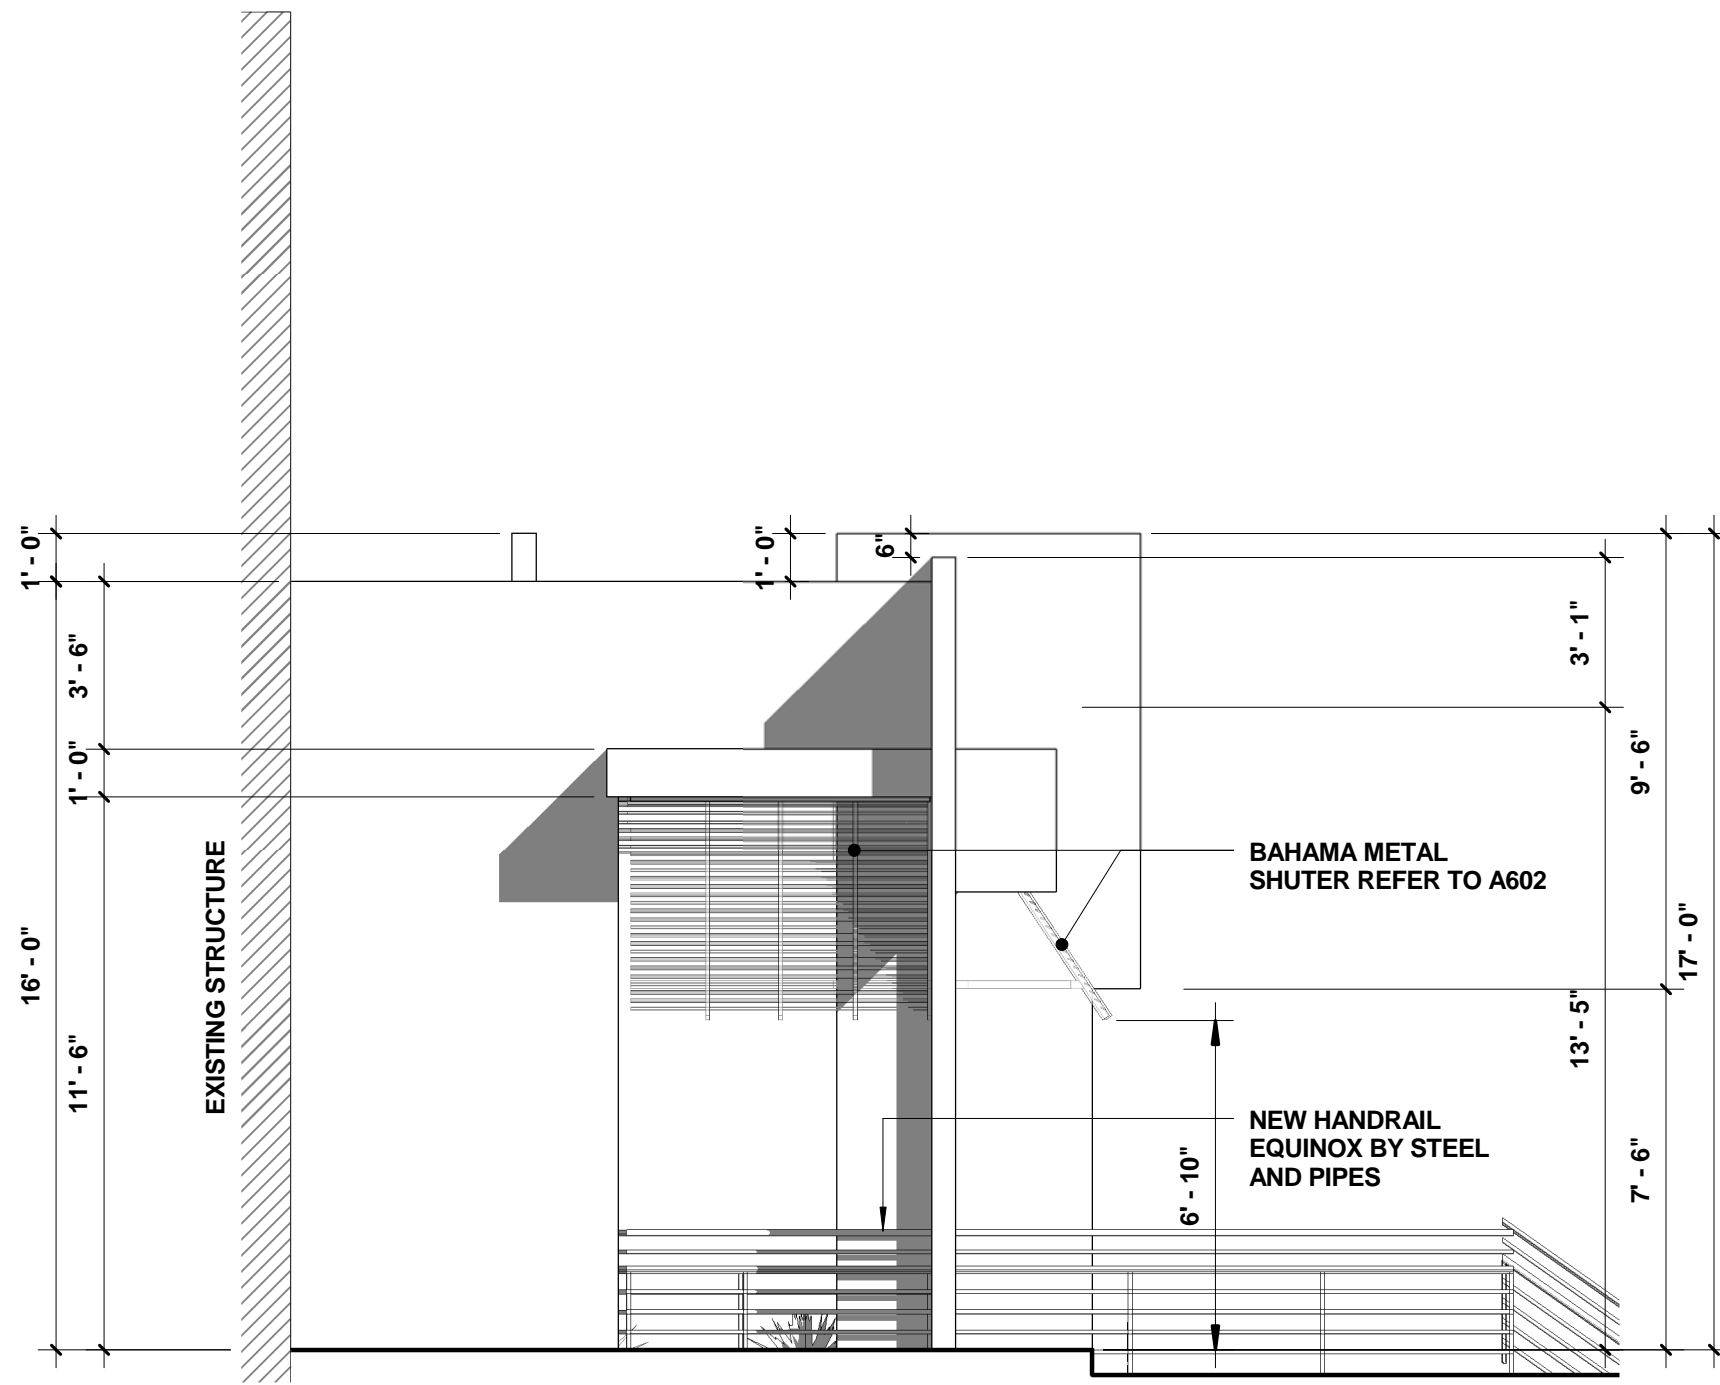 1' - 0"
1' - 0"
6"
3' - 6"
3' - 1"
1' - 0"
9' - 6"
BAHAMA METAL
SHUTER REFER TO A602
EXISTING STRUCTURE
16' - 0"
17' - 0"
13' - 5"
11' - 6"
NEW HANDRAIL
EQUINOX BY STEEL
AND PIPES
6' - 10"
7' - 6"